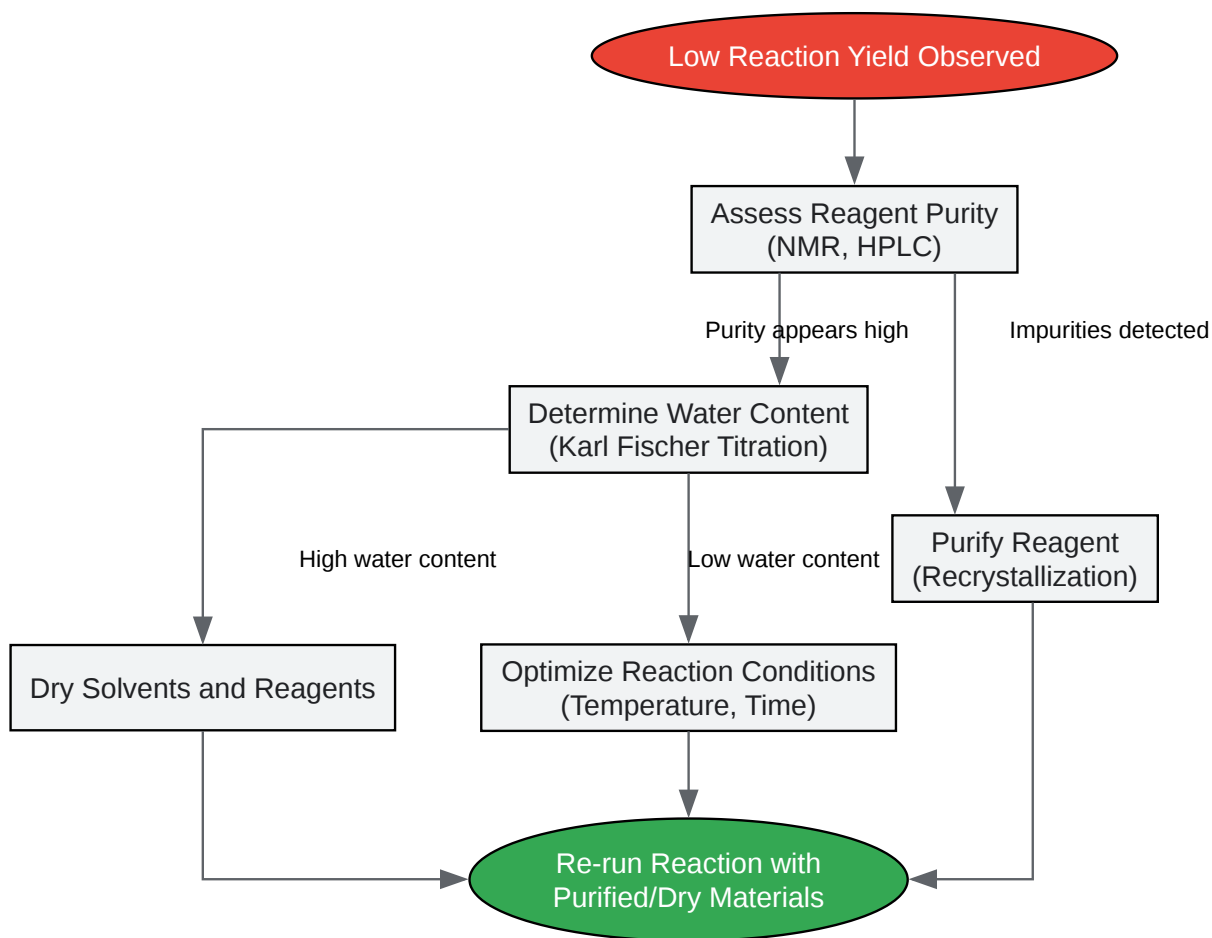 Low Reaction Yield Observed
Assess Reagent Purity
(NMR, HPLC)
Purity appears high
Impurities detected
Determine Water Content
(Karl Fischer Titration)
High water content
Low water content
Purify Reagent
(Recrystallization)
Dry Solvents and Reagents
Optimize Reaction Conditions
(Temperature, Time)
Re-run Reaction with
Purified/Dry Materials